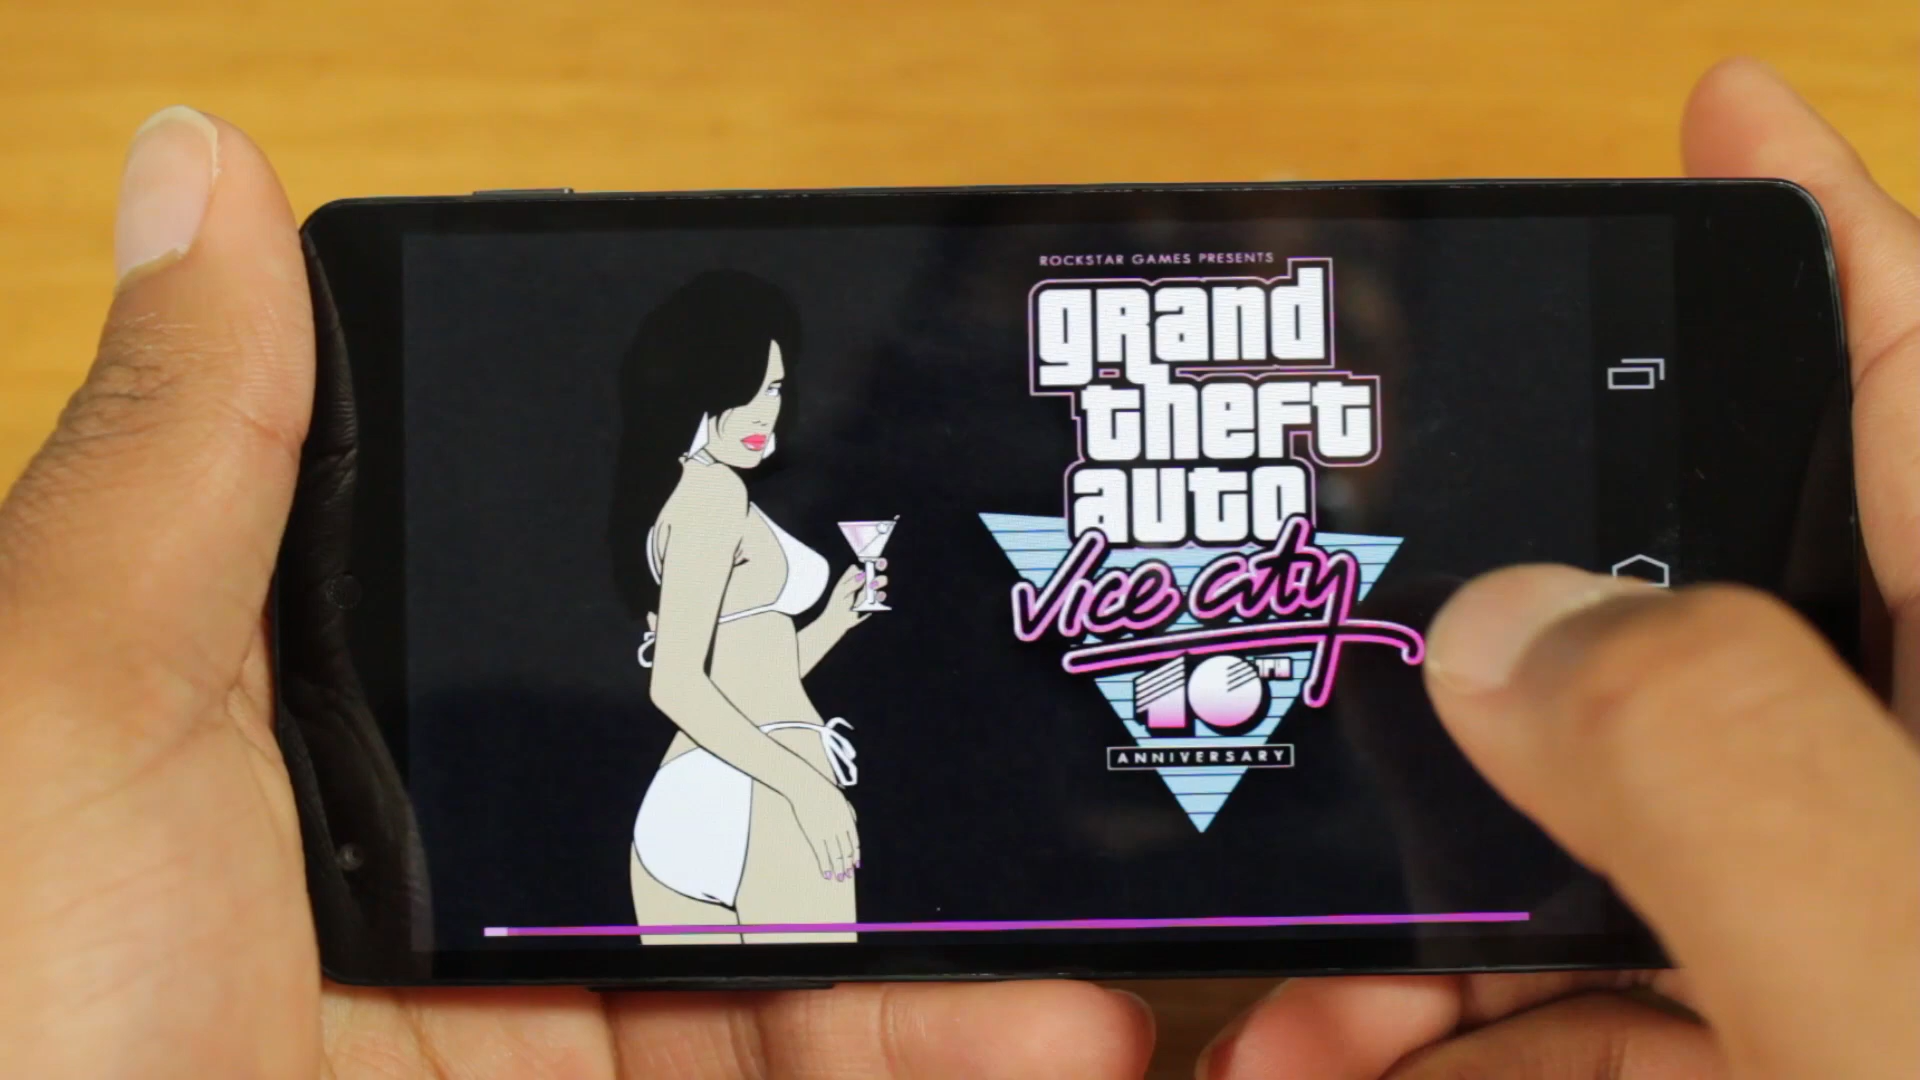 ROCKSTAR GAMES PRESENTS
grand
theft
auto
Vice City
10TH
ANNIVERSARY